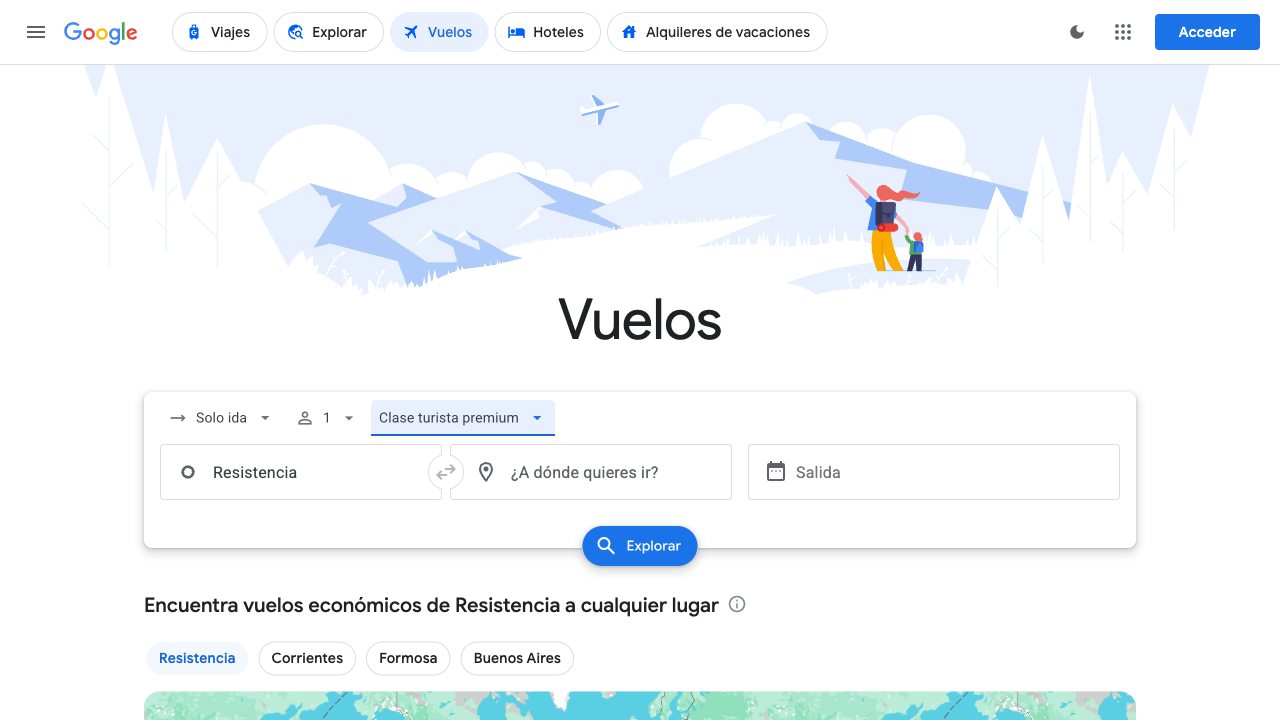 Google
Viajes
Explorar
Vuelos
Hoteles
Alquileres de vacaciones
Acceder
Vuelos
Solo ida
1
Clase turista premium
Resistencia
¿A dónde quieres ir?
Salida
Explorar
Encuentra vuelos económicos de Resistencia a cualquier lugar
Resistencia
Corrientes
Formosa
Buenos Aires